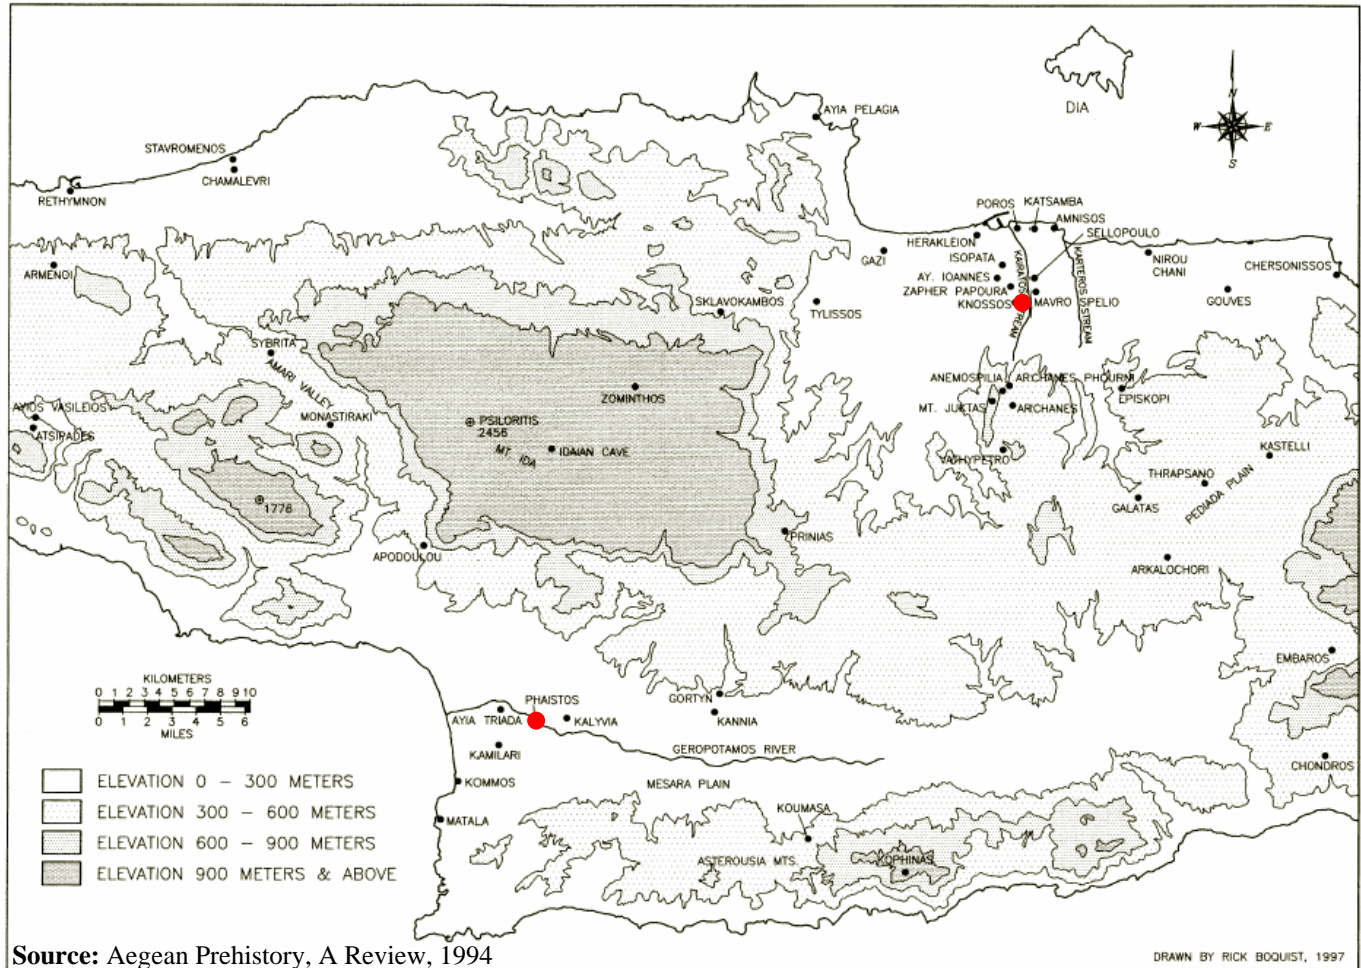 DIA
N
W E
S
AYIA PELAGIA
STAVROMENOS
CHAMALEVRI
RETHYMNON
POROS
KATSAMBA
AMNISOS
SELLOPOULO
HERAKLEION
ISOPATA
GAZI
NIROU
CHANI
CHERSONISSOS
ARMENOI
AY. IOANNES
ZAPHER PAPOURA
KNOSSOS
MAVRO SPELIO
KAIRATOS STREAM
KARTEROS STREAM
GOUVES
SKLAVOKAMBOS
TYLISSOS
SYBRITA
AMARI VALLEY
MONASTIRAKI
AYIOS VASILEIOS
ATSIPADES
ZOMINTHOS
PSILORITIS
2456
MT. IDA
IDAIAN CAVE
ANEMOSPILIA
ARCHANES PHOURNI
EPISKOPI
MT. JUKTAS
ARCHANES
VATHYPETRO
KASTELLI
THRAPSANO
PEDIADA PLAIN
GALATAS
1776
PRINIAS
APODOULOU
ARKALOCHORI
EMBAROS
KILOMETERS
0 1 2 3 4 5 6 7 8 9 10
0 1 2 3 4 5 6
MILES
PHAISTOS
AYIA TRIADA
KALYVIA
GORTYN
KANNIA
KAMILARI
GEROPOTAMOS RIVER
KOMMOS
MESARA PLAIN
CHONDROS
MATALA
KOUMASA
ASTEROUSIA MTS.
KOPHINAS
ELEVATION 0 – 300 METERS
ELEVATION 300 – 600 METERS
ELEVATION 600 – 900 METERS
ELEVATION 900 METERS & ABOVE
Source: Aegean Prehistory, A Review, 1994
DRAWN BY RICK BOQUIST, 1997